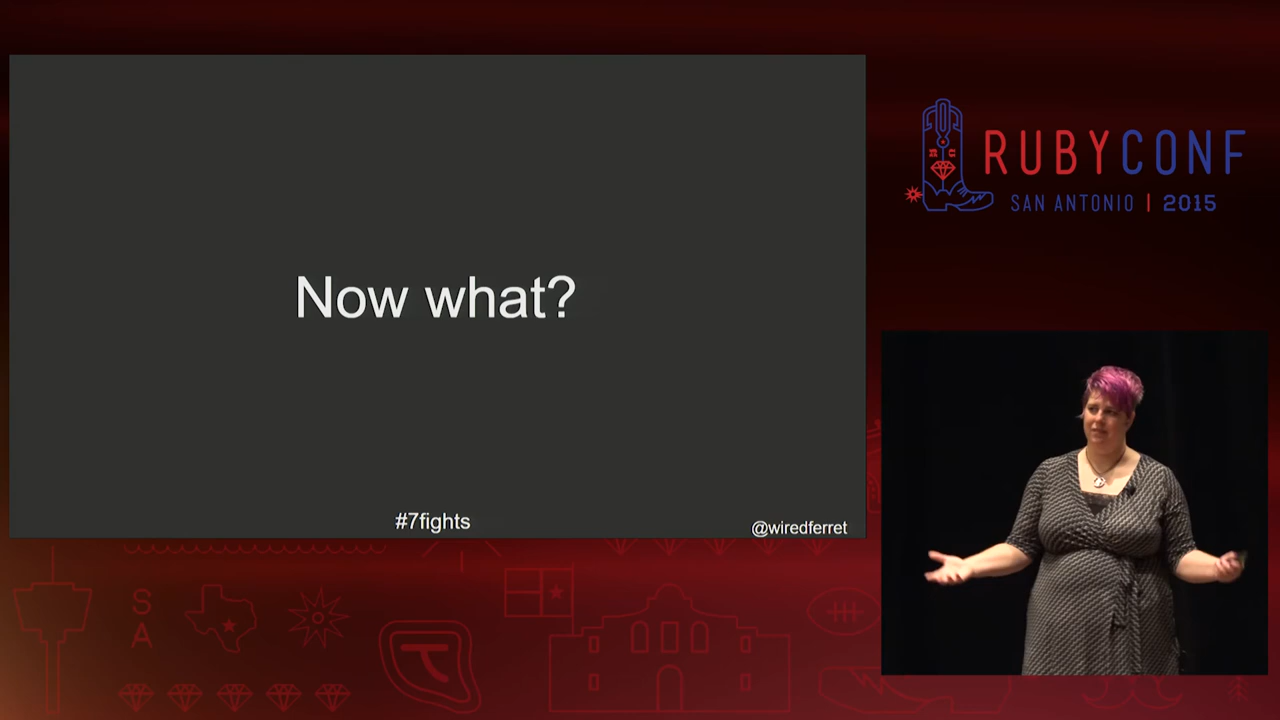 Now what?
#7fights
@wiredferret
RUBYCONF
SAN ANTONIO | 2015
S
A